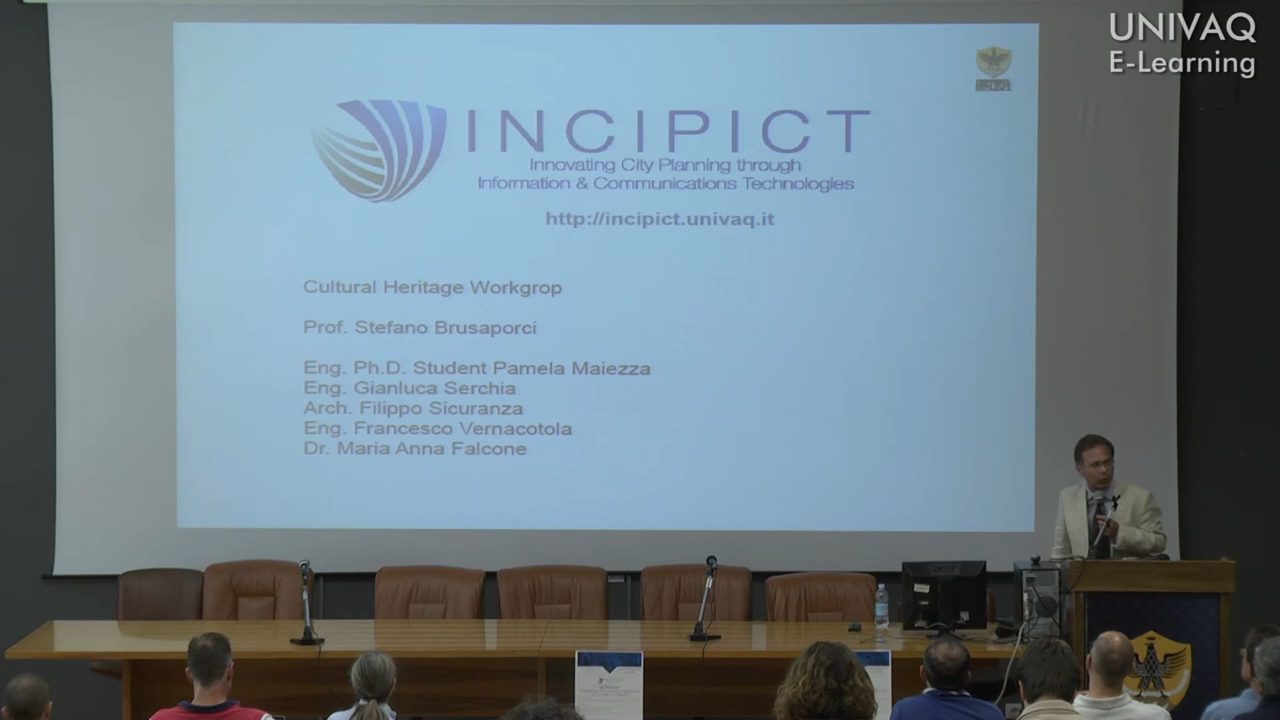 UNIVAQ
E-Learning
INCIPICT
Innovating City Planning through
Information & Communications Technologies
http://incipict.univaq.it
Cultural Heritage Workgrop
Prof. Stefano Brusaporci
Eng. Ph.D. Student Pamela Maiezza
Eng. Gianluca Serchia
Arch. Filippo Sicuranza
Eng. Francesco Vernacotola
Dr. Maria Anna Falcone